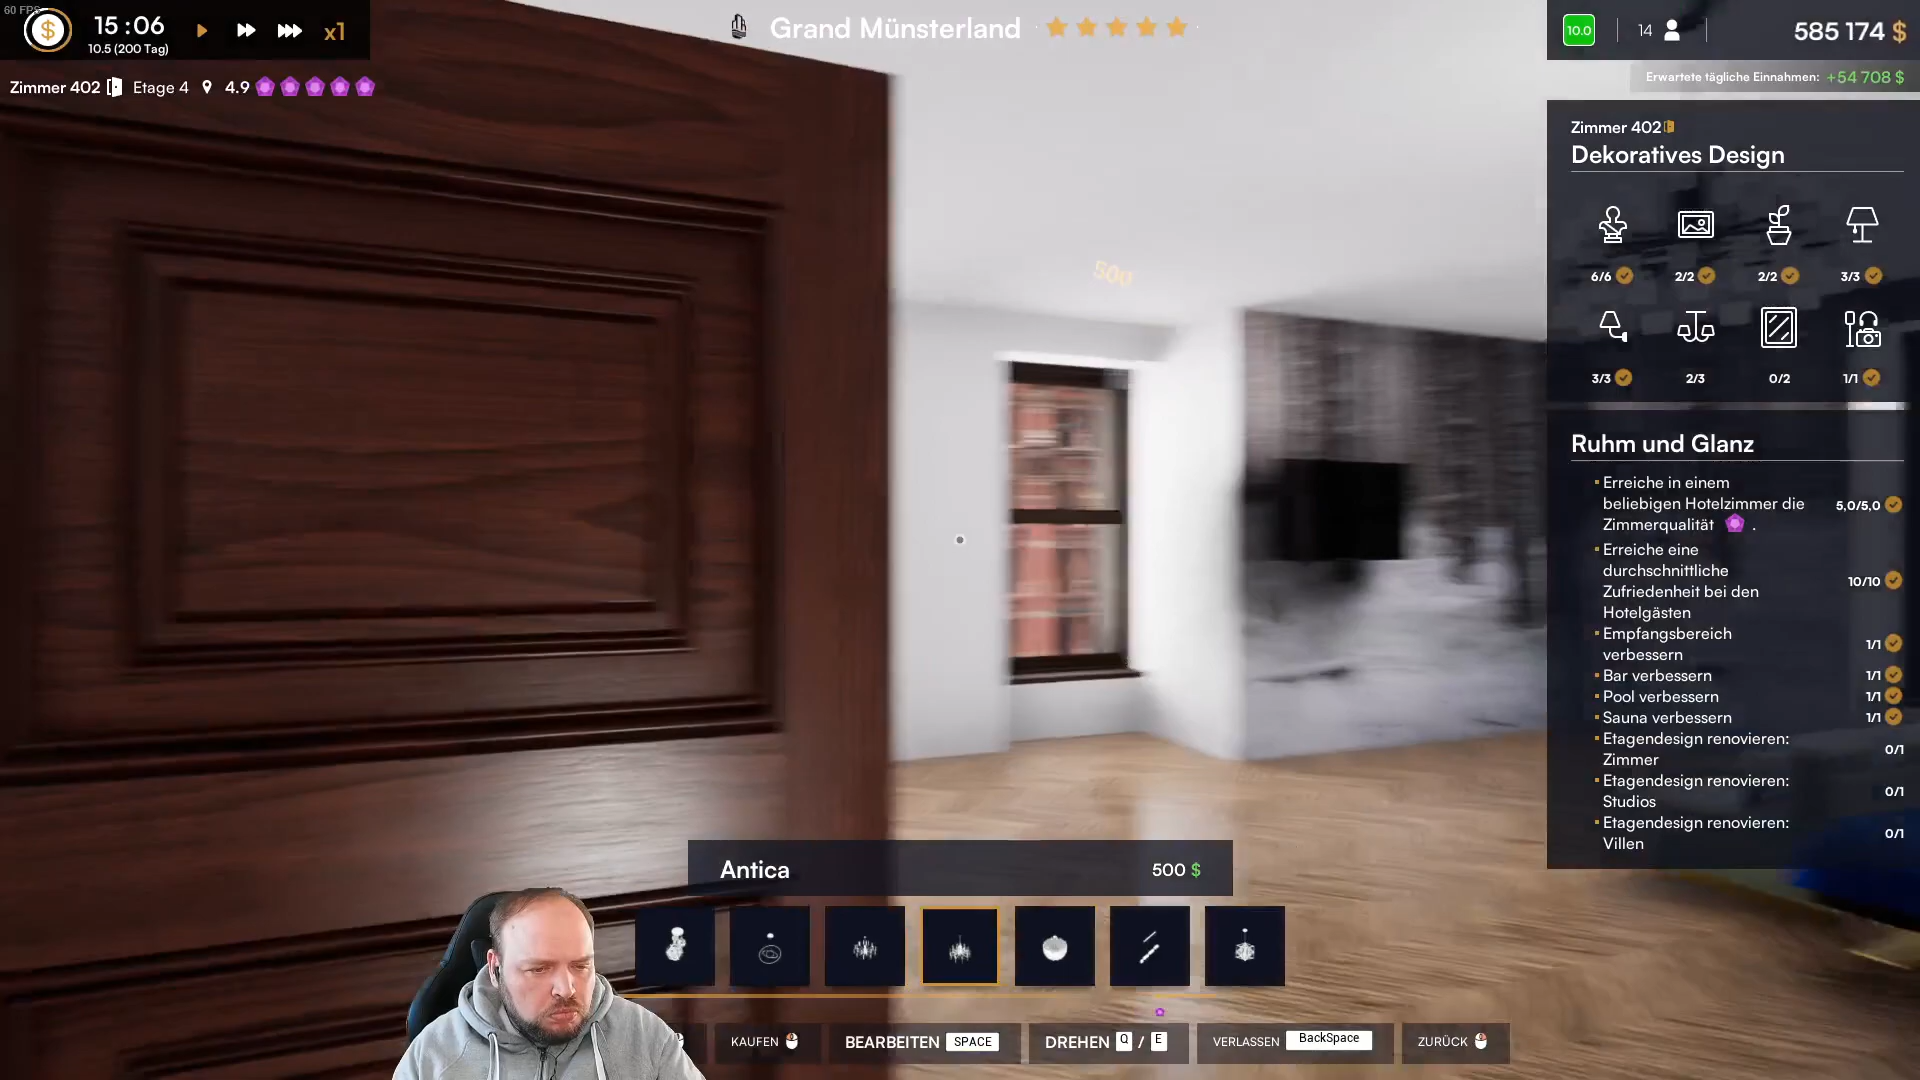 60 FPS
15:06
10.5 (200 Tag)
x1
Grand Münsterland
10.0
14
585 174 $
Erwartete tägliche Einnahmen: +54 708 $
Zimmer 402 Etage 4 4.9
Zimmer 402
Dekoratives Design
6/6 2/2 2/2 3/3
3/3 2/3 0/2 1/1
500
Ruhm und Glanz
Erreiche in einem
beliebigen Hotelzimmer die
Zimmerqualität .
5,0/5,0
Erreiche eine
durchschnittliche
Zufriedenheit bei den
Hotelgästen
10/10
Empfangsbereich
verbessern
1/1
Bar verbessern 1/1
Pool verbessern 1/1
Sauna verbessern 1/1
Etagendesign renovieren:
Zimmer
0/1
Etagendesign renovieren:
Studios
0/1
Etagendesign renovieren:
Villen
0/1
Antica 500 $
KAUFEN BEARBEITEN SPACE DREHEN Q / E VERLASSEN BackSpace ZURÜCK